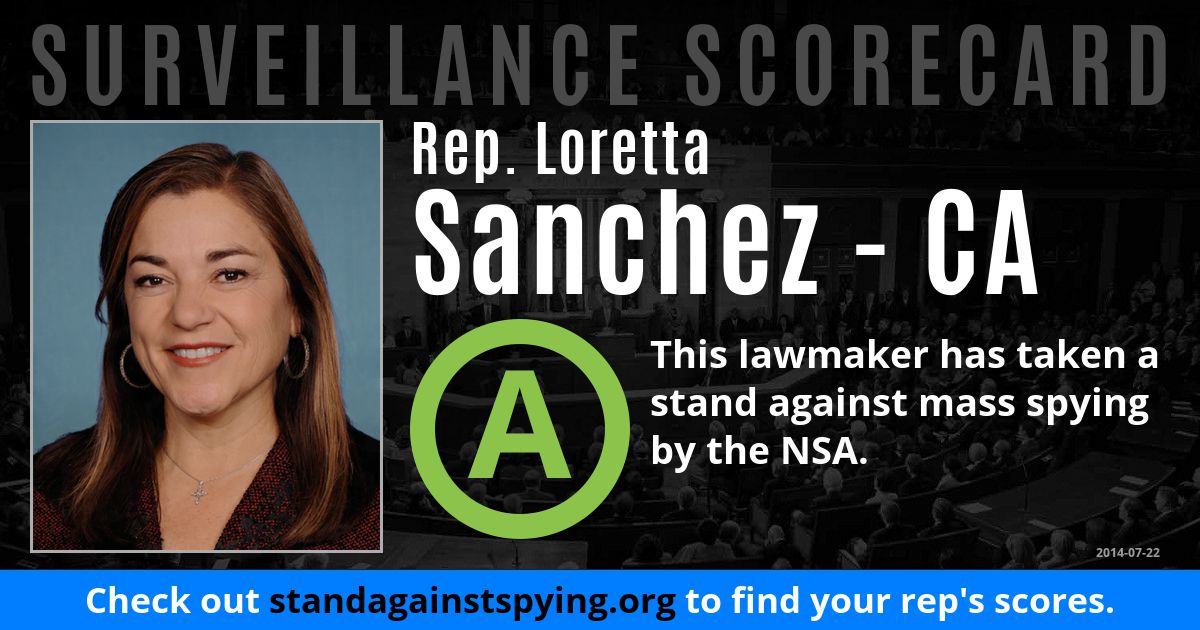 SURVEILLANCE SCORECARD
Rep. Loretta
Sanchez - CA
A
This lawmaker has taken a
stand against mass spying
by the NSA.
2014-07-22
Check out standagainstspying.org to find your rep's scores.